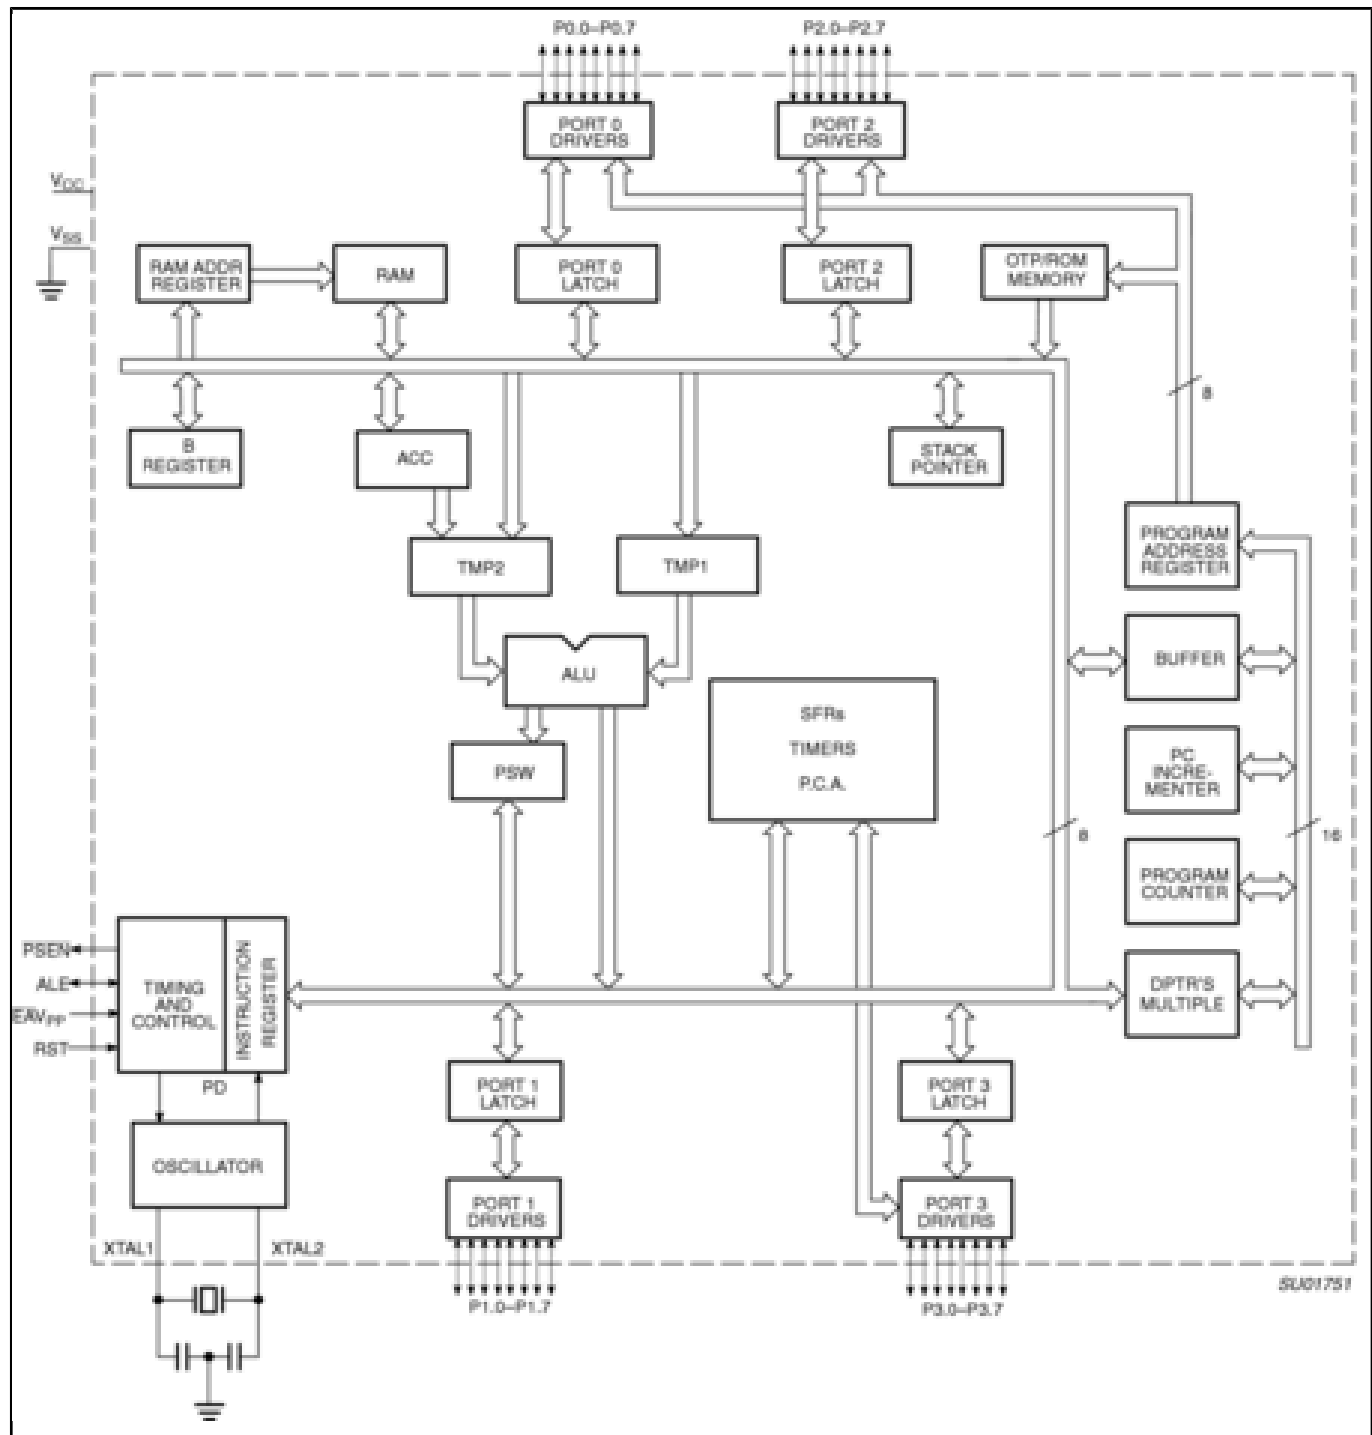 P0.0–P0.7
P2.0–P2.7
PORT 0
DRIVERS
PORT 2
DRIVERS
VCC
VSS
RAM ADDR
REGISTER
RAM
PORT 0
LATCH
PORT 2
LATCH
OTP/ROM
MEMORY
8
B
REGISTER
ACC
STACK
POINTER
PROGRAM
ADDRESS
REGISTER
TMP2
TMP1
ALU
BUFFER
SFRs
TIMERS
P.C.A.
PSW
PC
INCRE-
MENTER
8
16
PROGRAM
COUNTER
PSEN
ALE
EAVPP
RST
TIMING
AND
CONTROL
INSTRUCTION
REGISTER
DPTR'S
MULTIPLE
PD
PORT 1
LATCH
PORT 3
LATCH
OSCILLATOR
PORT 1
DRIVERS
PORT 3
DRIVERS
XTAL1
XTAL2
P1.0–P1.7
P3.0–P3.7
SU01751